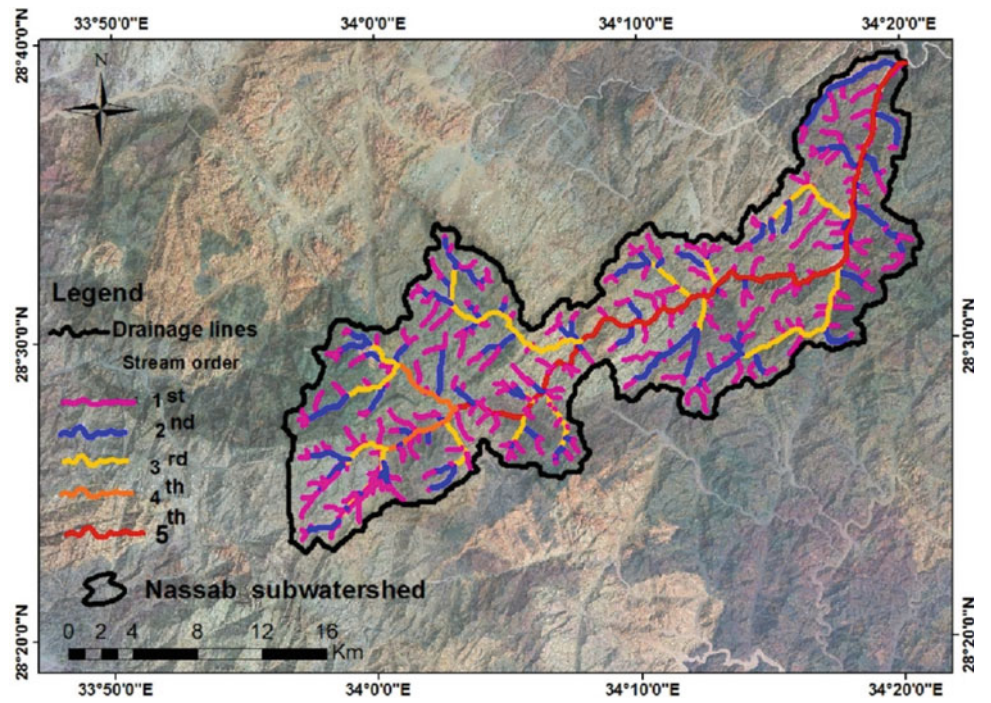 33°50'0"E 34°0'0"E 34°10'0"E 34°20'0"E
28°40'0"N
N
Legend
Drainage lines
Stream order
1st
2nd
3rd
4th
5th
28°30'0"N
28°30'0"N
Nassab subwatershed
0 2 4 8 12 16
Km
28°20'0"N
28°20'0"N
33°50'0"E 34°0'0"E 34°10'0"E 34°20'0"E